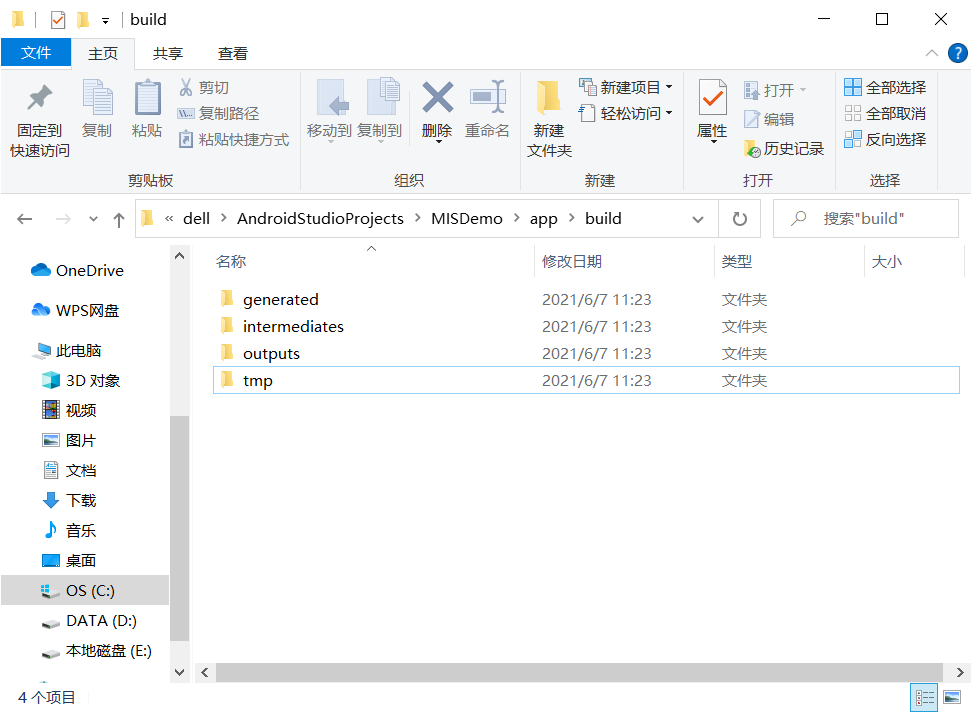 build
文件 主页 共享 查看
固定到
快速访问
复制
粘贴
剪切
复制路径
粘贴快捷方式
剪贴板
移动到 复制到
删除 重命名
组织
新建
文件夹
新建项目
轻松访问
新建
属性
打开
编辑
历史记录
打开
全部选择
全部取消
反向选择
选择
« dell > AndroidStudioProjects > MISDemo > app > build
搜索"build"
OneDrive
WPS网盘
此电脑
3D 对象
视频
图片
文档
下载
音乐
桌面
OS (C:)
DATA (D:)
本地磁盘 (E:)
名称 修改日期 类型 大小
generated 2021/6/7 11:23 文件夹
intermediates 2021/6/7 11:23 文件夹
outputs 2021/6/7 11:23 文件夹
tmp 2021/6/7 11:23 文件夹
4 个项目